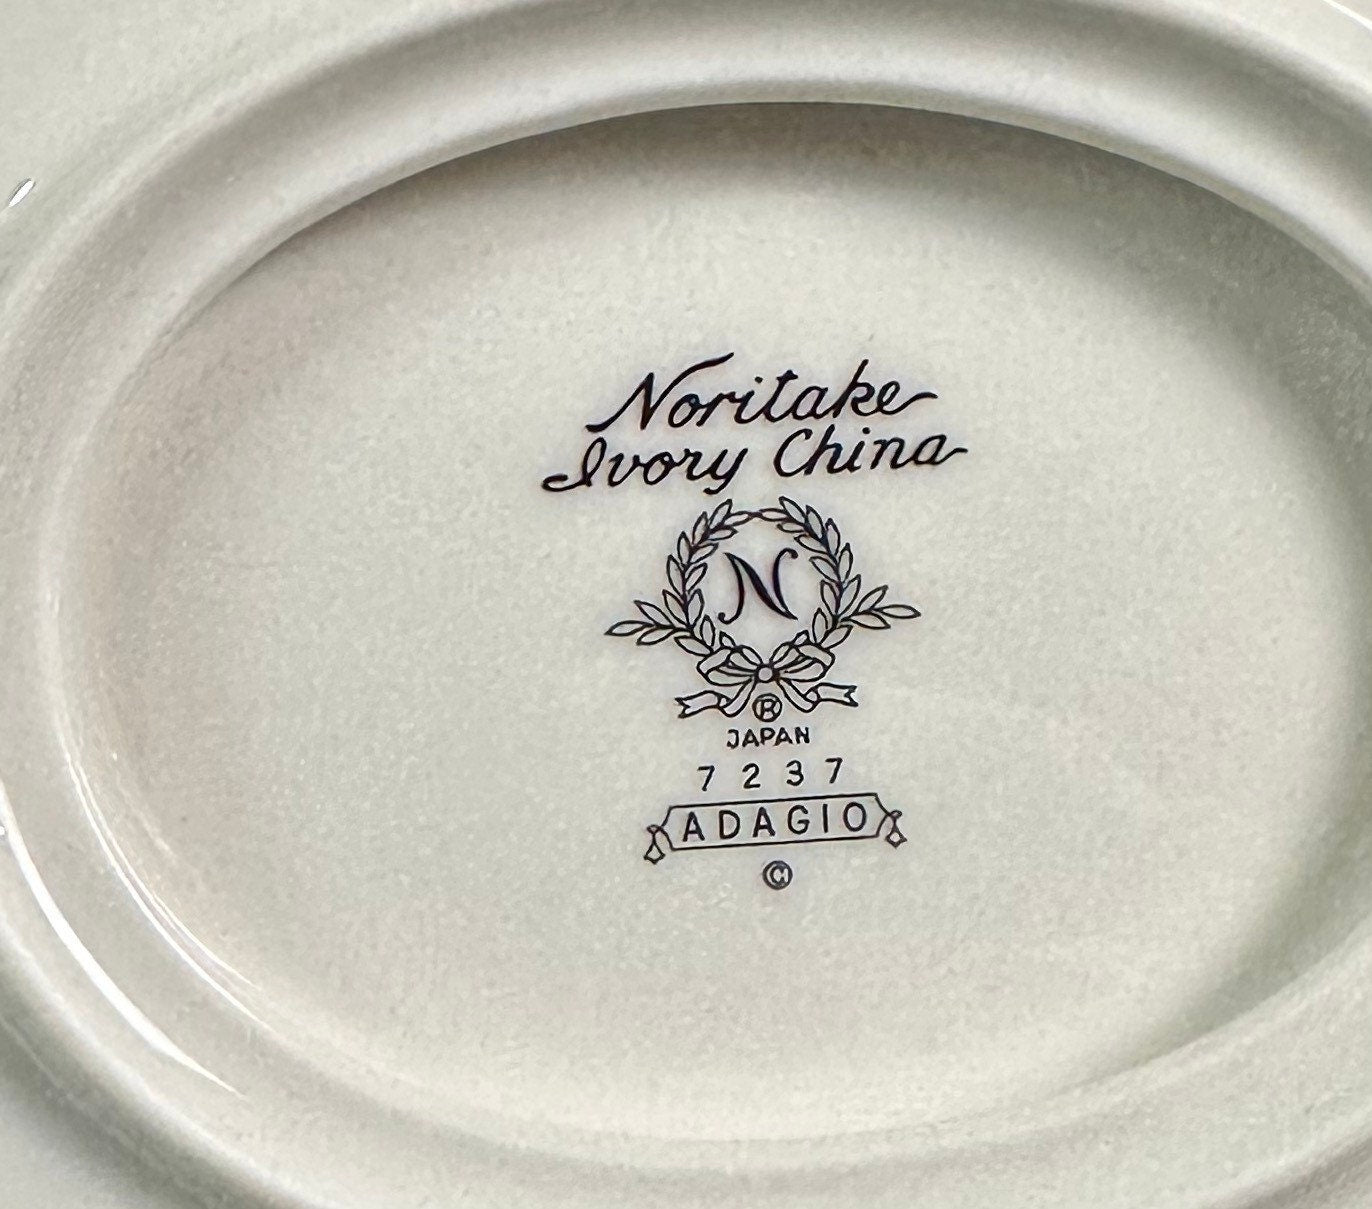 Noritake
Ivory China
N
®
JAPAN
7237
ADAGIO
©